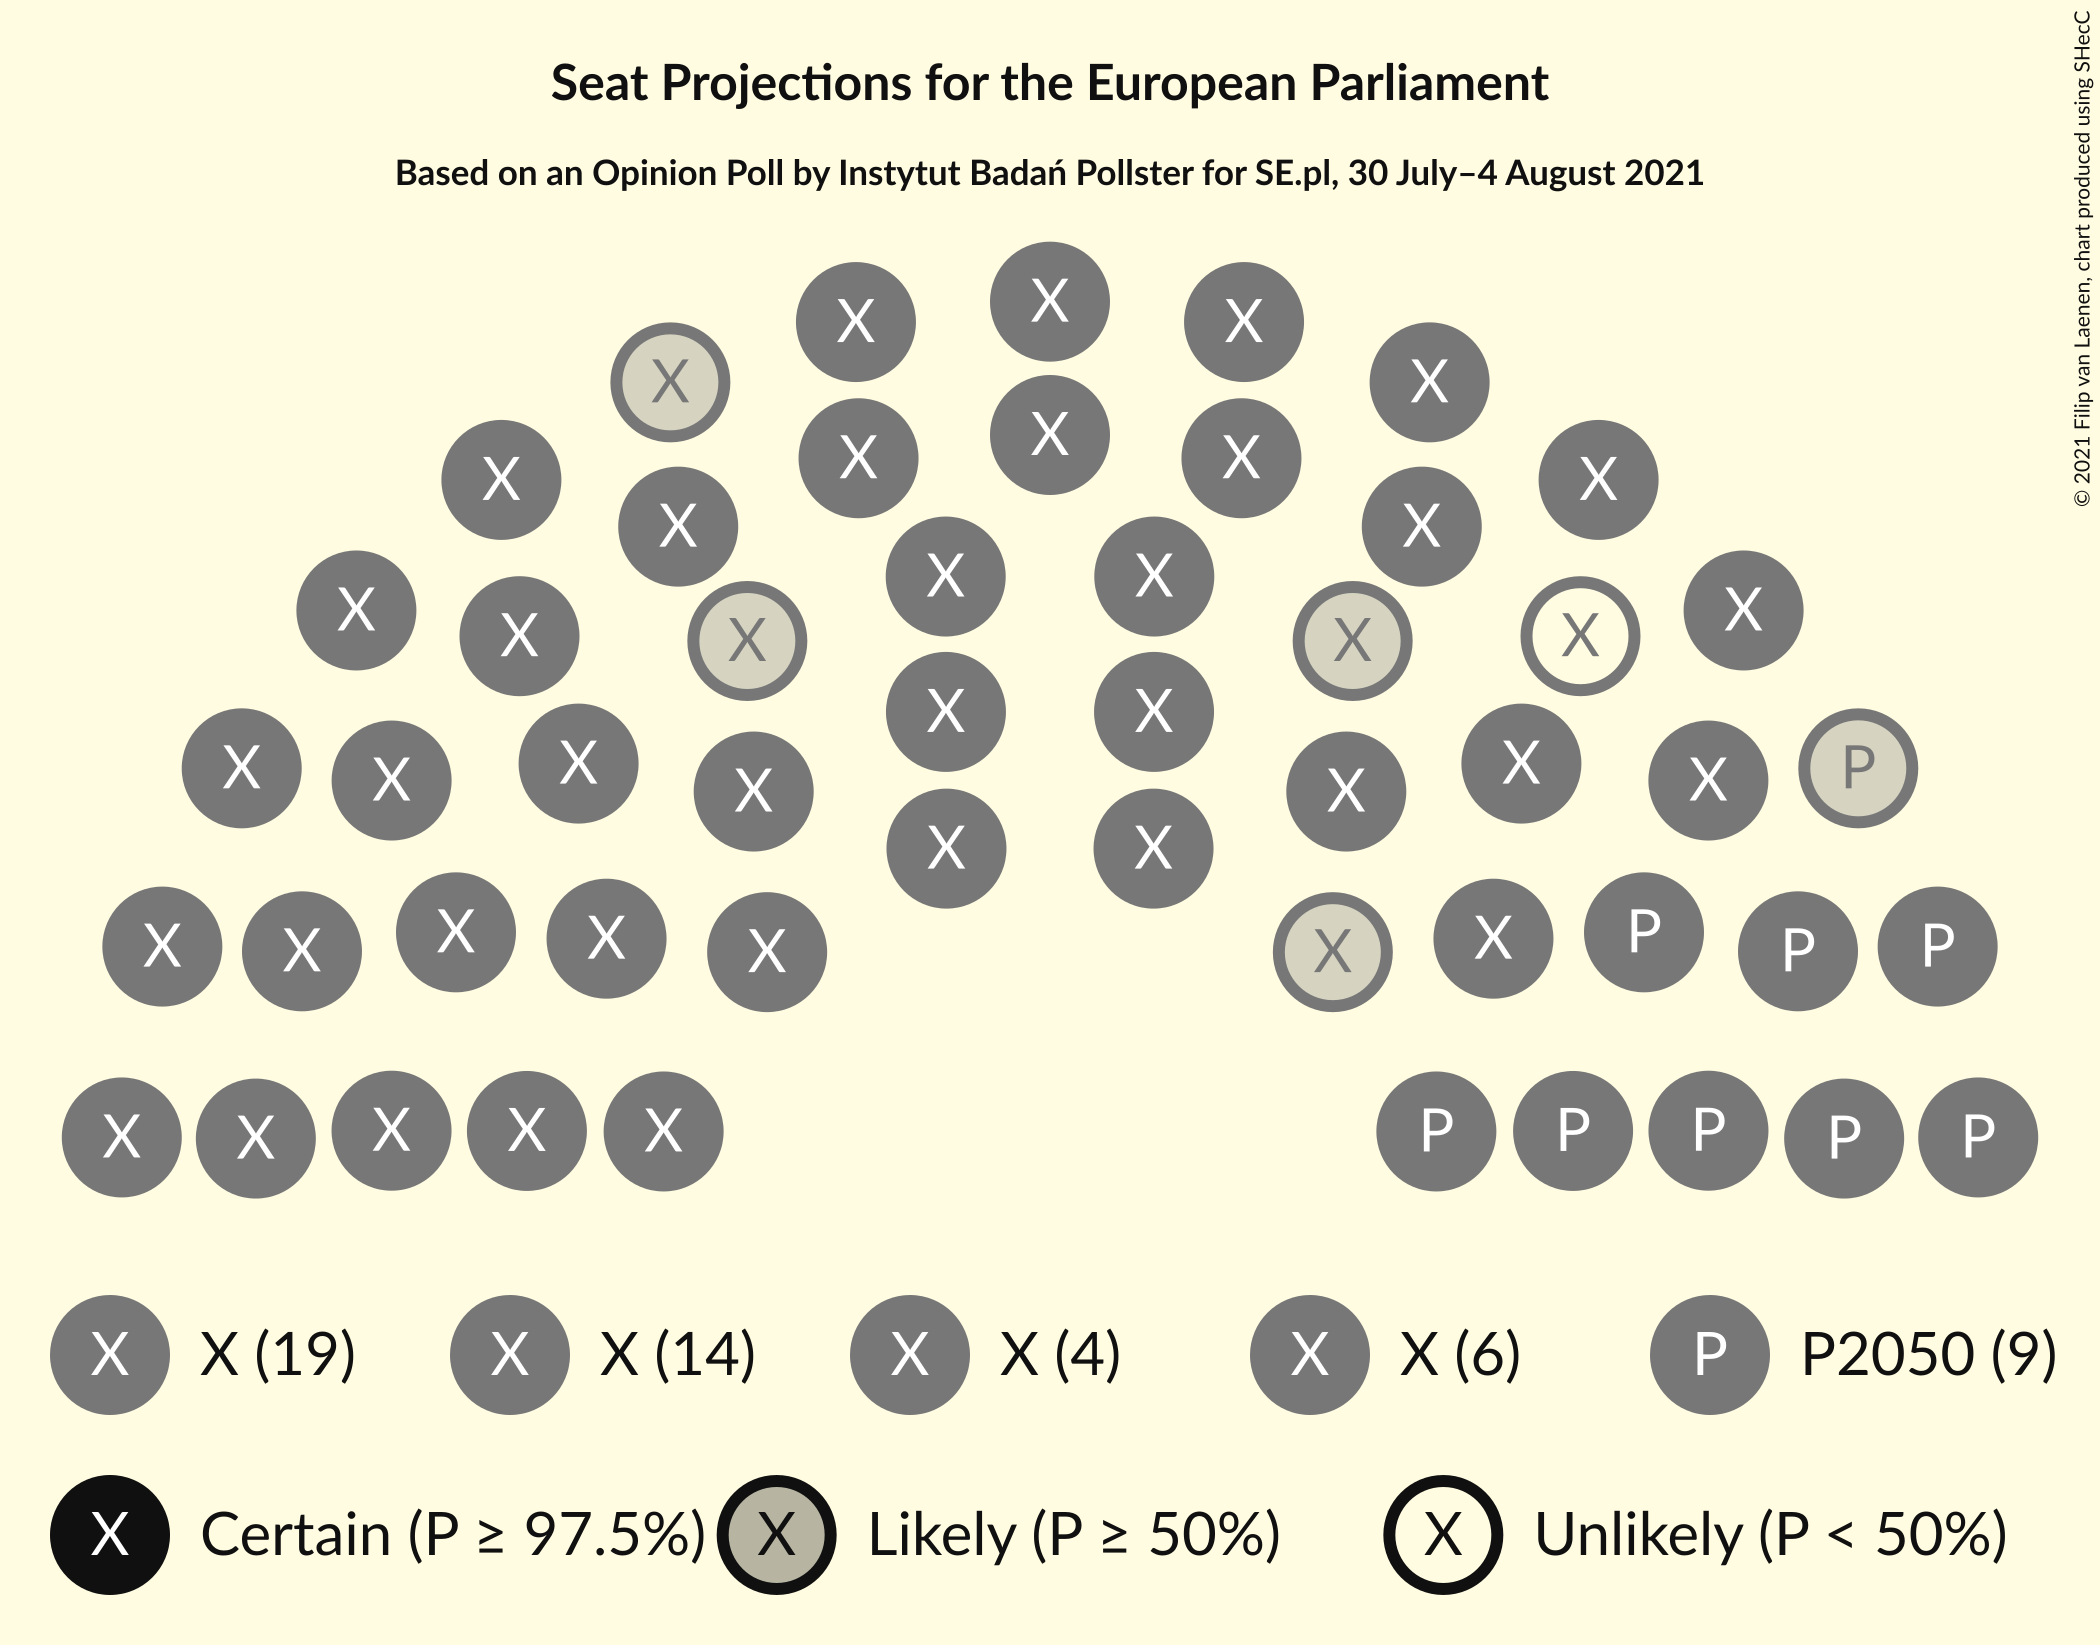 Seat Projections for the European Parliament
Based on an Opinion Poll by Instytut Badań Pollster for SE.pl, 30 July–4 August 2021
© 2021 Filip van Laenen, chart produced using SHecC
X
X X
X X
X X X
X X
X X X X
X X
X X X X
X X X X
X X
X X X X
X X P
X X X X
X X
X X X X X
X X P P P
X X X X X
P P P P P
X X (19) X X (14) X X (4) X X (6) P P2050 (9)
X Certain (P ≥ 97.5%) X Likely (P ≥ 50%) X Unlikely (P < 50%)